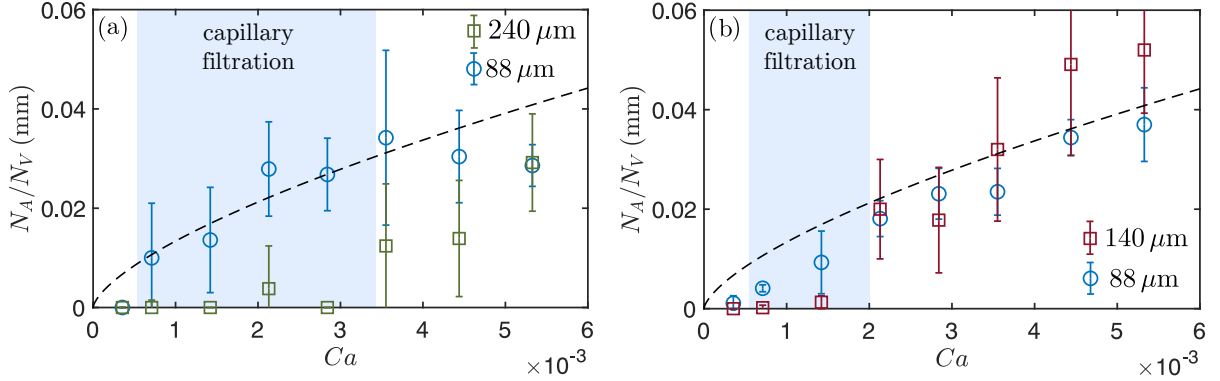 (a)
capillary
filtration
240 μm
88 μm
N_A/N_V (mm)
0.06
0.04
0.02
0
0 1 2 3 4 5 6
Ca
×10⁻³
(b)
capillary
filtration
140 μm
88 μm
N_A/N_V (mm)
0.06
0.04
0.02
0
0 1 2 3 4 5 6
Ca
×10⁻³